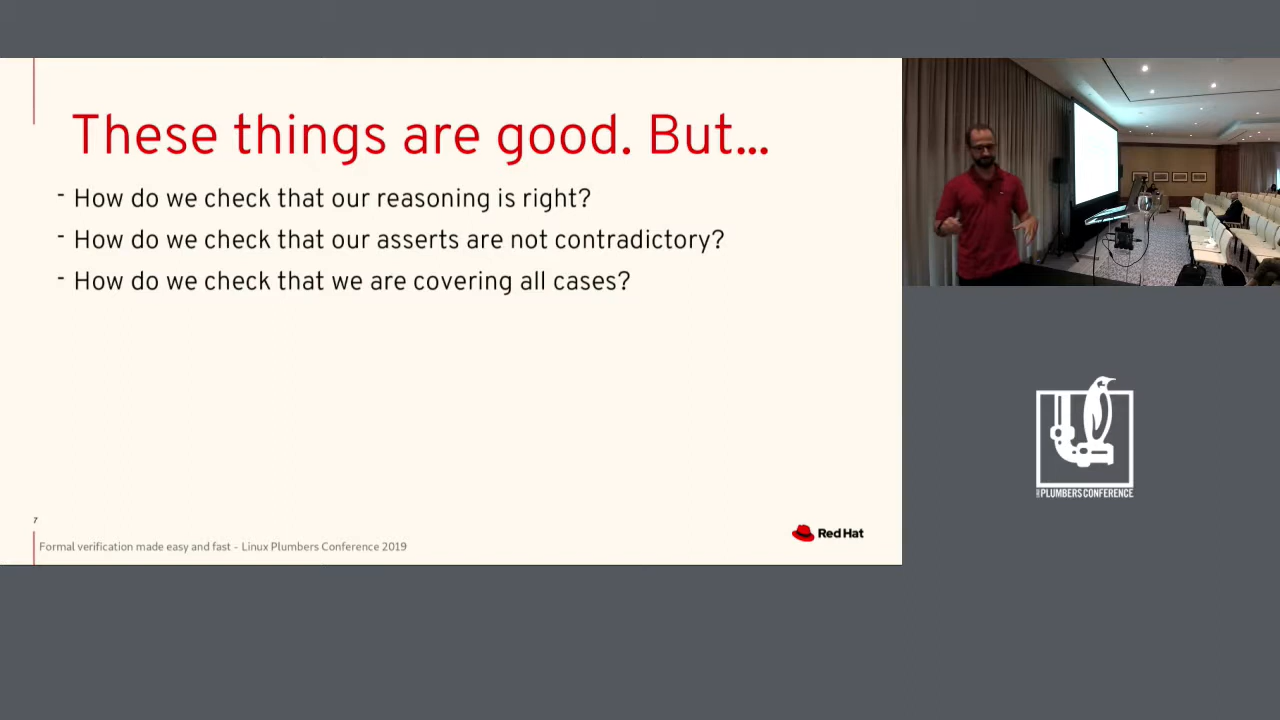 These things are good. But...
- How do we check that our reasoning is right?
- How do we check that our asserts are not contradictory?
- How do we check that we are covering all cases?
7
Formal verification made easy and fast - Linux Plumbers Conference 2019
Red Hat
PLUMBERS CONFERENCE